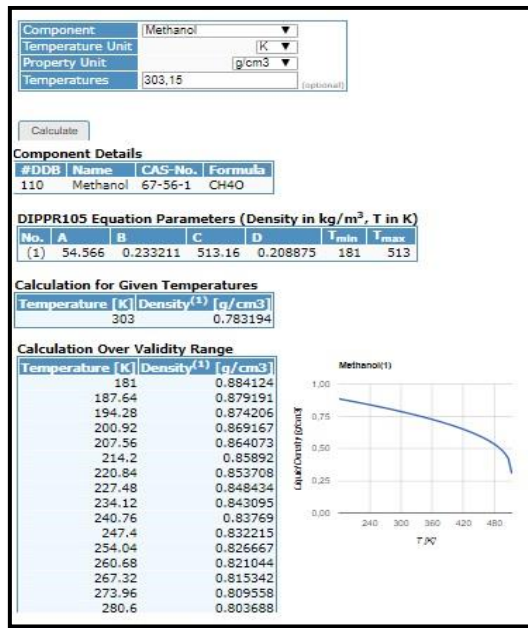 Component Methanol ▼
Temperature Unit K ▼
Property Unit g/cm3 ▼
Temperatures 303,15 (optional)
Calculate
Component Details
#DDB Name CAS-No. Formula
110 Methanol 67-56-1 CH4O
DIPPR105 Equation Parameters (Density in kg/m³, T in K)
No. A B C D Tmin Tmax
(1) 54.566 0.233211 513.16 0.208875 181 513
Calculation for Given Temperatures
Temperature [K] Density(1) [g/cm3]
303 0.783194
Calculation Over Validity Range
Temperature [K] Density(1) [g/cm3]
181 0.884124
187.64 0.879191
194.28 0.874206
200.92 0.869167
207.56 0.864073
214.2 0.85892
220.84 0.853708
227.48 0.848434
234.12 0.843095
240.76 0.83769
247.4 0.832215
254.04 0.826667
260.68 0.821044
267.32 0.815342
273.96 0.809558
280.6 0.803688
Methanol(1)
Liquid Density [g/cm3]
1,00
0,75
0,50
0,25
0,00
240 300 360 420 480
T [K]